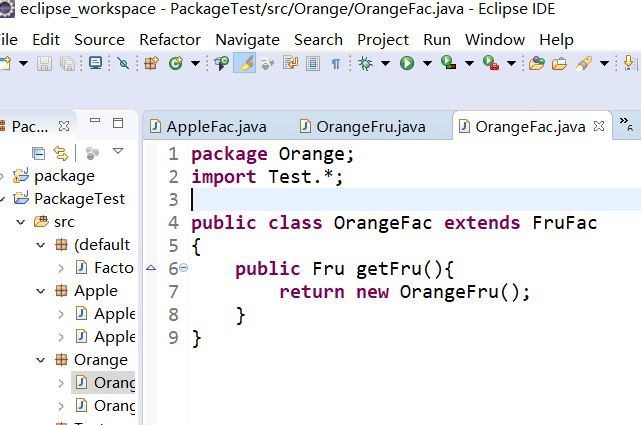 eclipse_workspace - PackageTest/src/Orange/OrangeFac.java - Eclipse IDE
File Edit Source Refactor Navigate Search Project Run Window Help
Pac...
AppleFac.java OrangeFru.java OrangeFac.java
6
package
PackageTest
src
(default
Facto
Apple
Apple
Apple
Orange
Orang
Orang
1 package Orange;
2 import Test.*;
3
4 public class OrangeFac extends FruFac
5 {
6 public Fru getFru(){
7 return new OrangeFru();
8 }
9 }